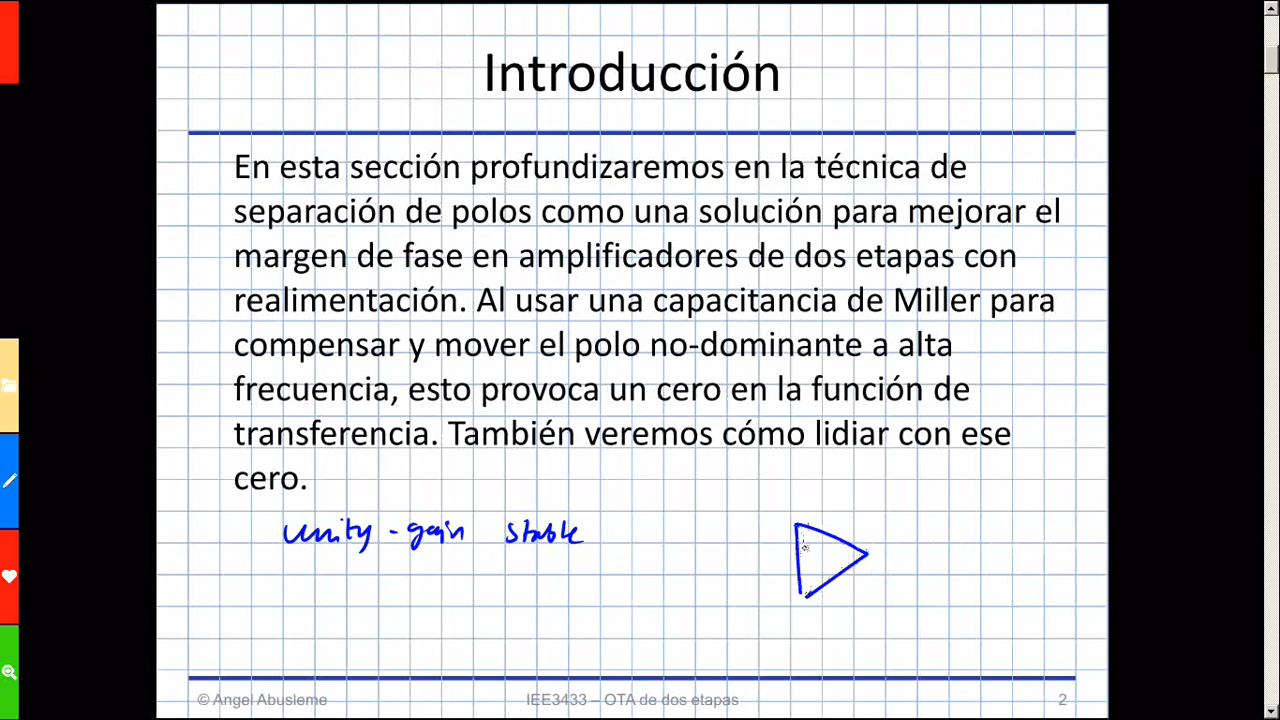 Introducción
En esta sección profundizaremos en la técnica de
separación de polos como una solución para mejorar el
margen de fase en amplificadores de dos etapas con
realimentación. Al usar una capacitancia de Miller para
compensar y mover el polo no-dominante a alta
frecuencia, esto provoca un cero en la función de
transferencia. También veremos cómo lidiar con ese
cero.
unity - gain stable
© Angel Abusleme IEE3433 – OTA de dos etapas 2